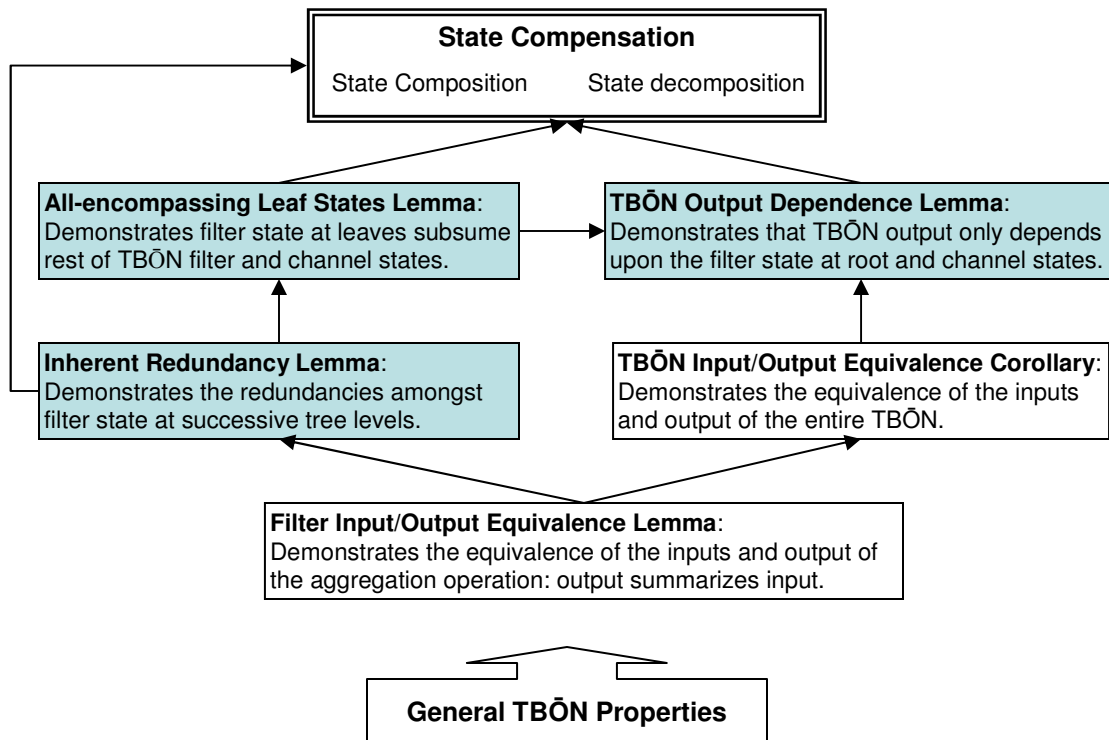 State Compensation
State Composition State decomposition
All-encompassing Leaf States Lemma:
Demonstrates filter state at leaves subsume
rest of TBŌN filter and channel states.
TBŌN Output Dependence Lemma:
Demonstrates that TBŌN output only depends
upon the filter state at root and channel states.
Inherent Redundancy Lemma:
Demonstrates the redundancies amongst
filter state at successive tree levels.
TBŌN Input/Output Equivalence Corollary:
Demonstrates the equivalence of the inputs
and output of the entire TBŌN.
Filter Input/Output Equivalence Lemma:
Demonstrates the equivalence of the inputs and output of
the aggregation operation: output summarizes input.
General TBŌN Properties